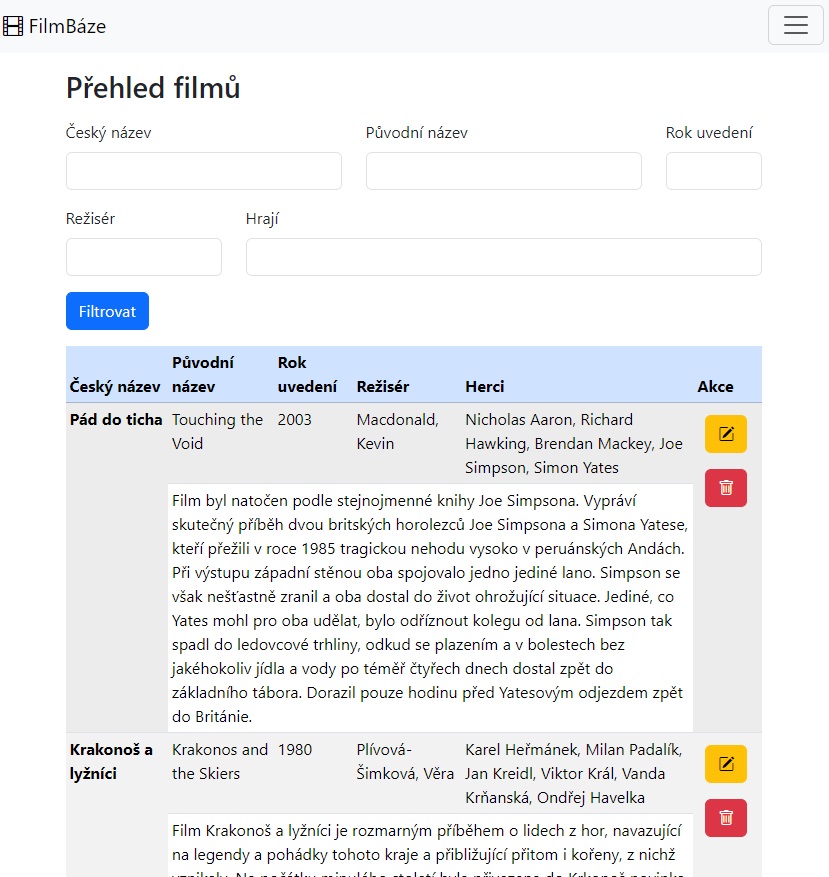 FilmBáze
Přehled filmů
Český název
Původní název
Rok uvedení
Režisér
Hrají
Filtrovat
Český název
Původní název
Rok uvedení
Režisér
Herci
Akce
Pád do ticha
Touching the
Void
2003
Macdonald,
Kevin
Nicholas Aaron, Richard
Hawking, Brendan Mackey, Joe
Simpson, Simon Yates
Film byl natočen podle stejnojmenné knihy Joe Simpsona. Vypráví
skutečný příběh dvou britských horolezců Joe Simpsona a Simona Yatese,
kteří přežili v roce 1985 tragickou nehodu vysoko v peruánských Andách.
Při výstupu západní stěnou oba spojovalo jedno jediné lano. Simpson se
však nešťastně zranil a oba dostal do život ohrožující situace. Jediné, co
Yates mohl pro oba udělat, bylo odříznout kolegu od lana. Simpson tak
spadl do ledovcové trhliny, odkud se plazením a v bolestech bez
jakéhokoliv jídla a vody po téměř čtyřech dnech dostal zpět do
základního tábora. Dorazil pouze hodinu před Yatesovým odjezdem zpět
do Británie.
Krakonoš a
lyžníci
Krakonos and
the Skiers
1980
Plívová-
Šimková, Věra
Karel Heřmánek, Milan Padalík,
Jan Kreidl, Viktor Král, Vanda
Krňanská, Ondřej Havelka
Film Krakonoš a lyžníci je rozmarným příběhem o lidech z hor, navazující
na legendy a pohádky tohoto kraje a přibližující přitom i kořeny, z nichž